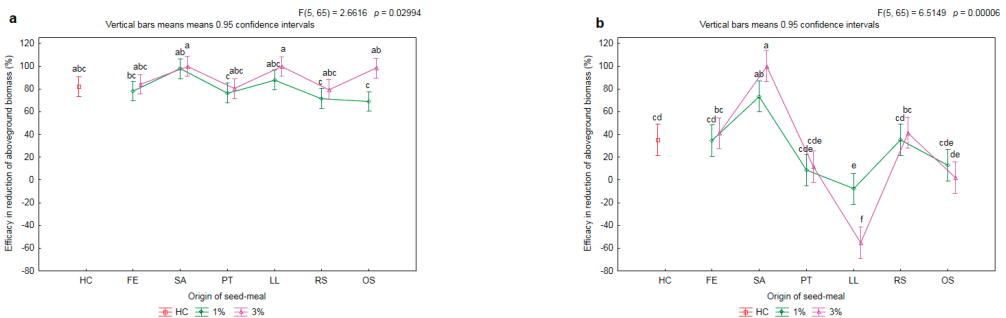 a
F(5, 65) = 2.6616 p = 0.02994
Vertical bars means means 0.95 confidence intervals
Efficacy in reduction of aboveground biomass (%)
120
100
80
60
40
20
0
-20
-40
-60
-80
abc
bc
abc
ab
a
c
abc
abc
a
c
abc
c
ab
HC FE SA PT LL RS OS
Origin of seed-meal
HC 1% 3%
b
F(5, 65) = 6.5149 p = 0.00006
Vertical bars means means 0.95 confidence intervals
Efficacy in reduction of aboveground biomass (%)
120
100
80
60
40
20
0
-20
-40
-60
-80
cd
cd
bc
ab
a
cde
cde
e
f
cd
bc
cd
de
HC FE SA PT LL RS OS
Origin of seed-meal
HC 1% 3%